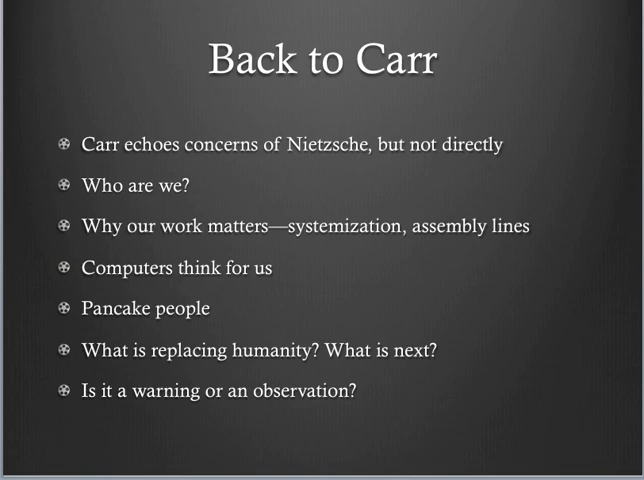 Back to Carr
Carr echoes concerns of Nietzsche, but not directly
Who are we?
Why our work matters—systemization, assembly lines
Computers think for us
Pancake people
What is replacing humanity? What is next?
Is it a warning or an observation?